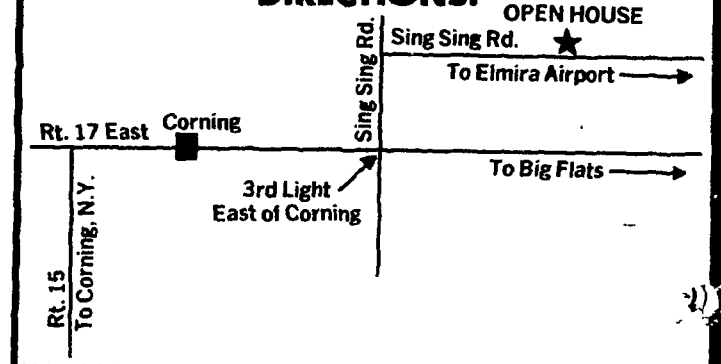 DIRECTIONS:
OPEN HOUSE
Sing Sing Rd.
Sing Sing Rd.
To Elmira Airport
Rt. 17 East
Corning
To Big Flats
3rd Light
East of Corning
Rt. 15
To Corning, N.Y.